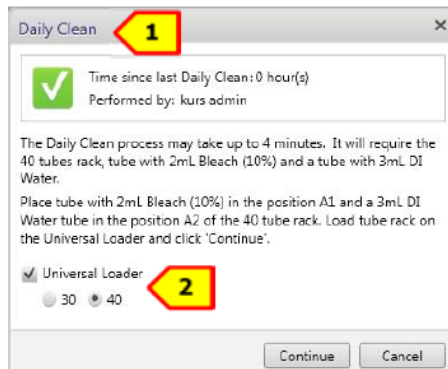 Daily Clean
1
Time since last Daily Clean: 0 hour(s)
Performed by: kurs admin
The Daily Clean process may take up to 4 minutes. It will require the
40 tubes rack, tube with 2mL Bleach (10%) and a tube with 3mL DI
Water.
Place tube with 2mL Bleach (10%) in the position A1 and a 3mL DI
Water tube in the position A2 of the 40 tube rack. Load tube rack on
the Universal Loader and click 'Continue'.
Universal Loader
30 40
2
Continue Cancel